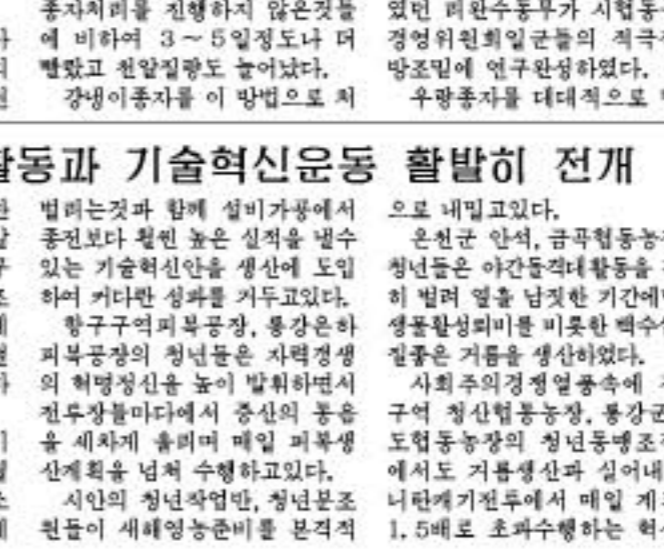 종자처리를 진행하지 않은것들
에 비하여 3~5일정도나 더
빨랐고 천알질량도 늘어났다.
강냉이종자를 이 방법으로 처
였던 리완수동무가 시험동
경영위원회일군들의 적극
방조밑에 연구완성하였다.
우량종자를 대대적으로
활동과 기술혁신운동 활발히 전개
벌리는것과 함께 설비가공에서
종전보다 훨씬 높은 실적을 낼수
있는 기술혁신안을 생산에 도입
하여 커다란 성과를 거두고있다.
항구구역피복공장, 룡강은하
피복공장의 청년들은 자력갱생
의 혁명정신을 높이 발휘하면서
전투장들마다에서 증산의 동음
을 세차게 울리며 매일 피복생
산계획을 넘쳐 수행하고있다.
시안의 청년작업반, 청년분조
원들이 새해영농준비를 본격적
으로 내밀고있다.
온천군 안석, 금곡협동농
청년들은 야간돌격대활동을
히 벌려 열흘 남짓한 기간에
생물활성퇴비를 비롯한 백수십
질좋은 거름을 생산하였다.
사회주의경쟁열풍속에
구역 청산협동농장, 룡강군
도협동농장의 청년동맹조
에서도 거름생산과 실어내
니탄캐기전투에서 매일 계
1.5배로 초과수행하는 혁